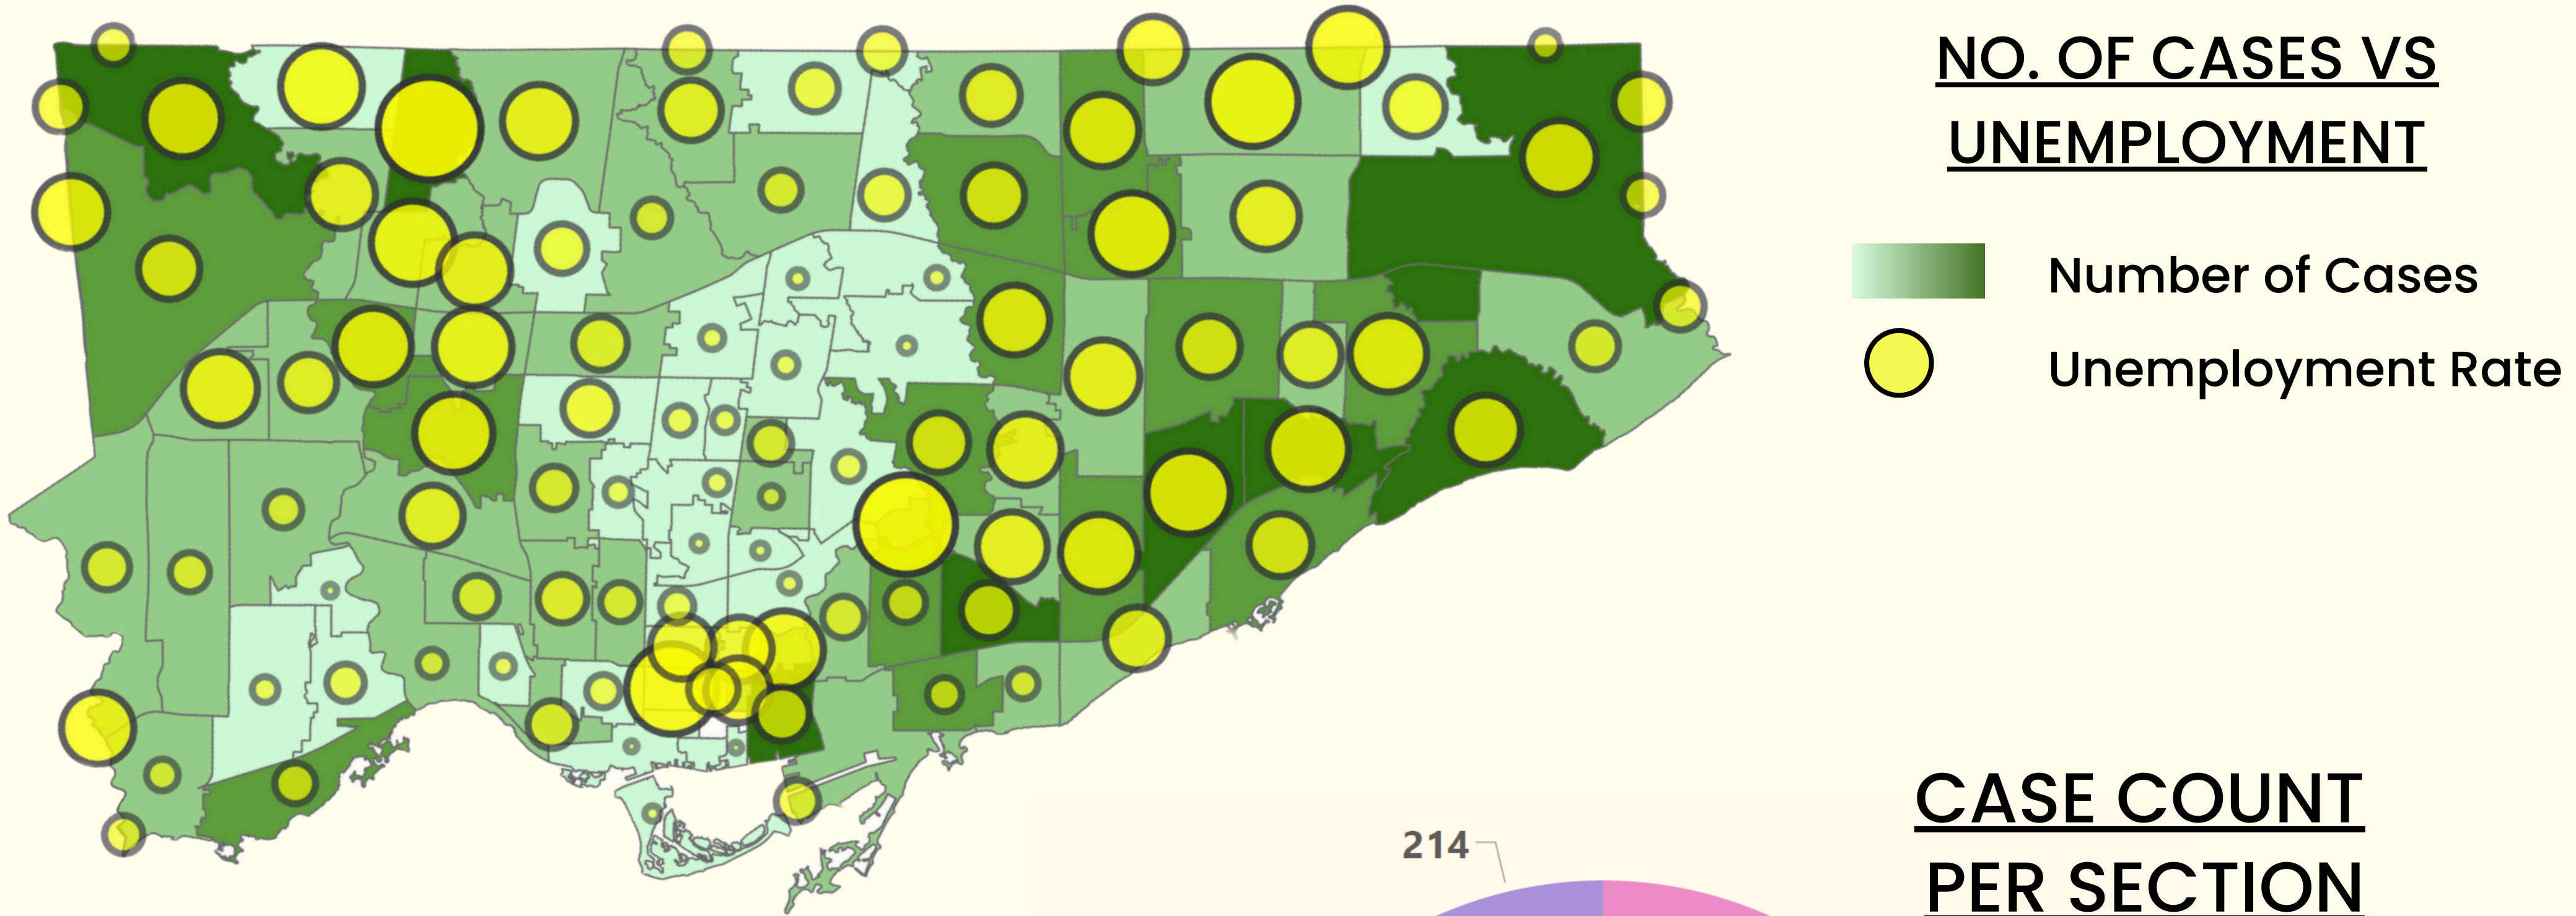 NO. OF CASES VS
UNEMPLOYMENT
Number of Cases
Unemployment Rate
CASE COUNT
PER SECTION
214